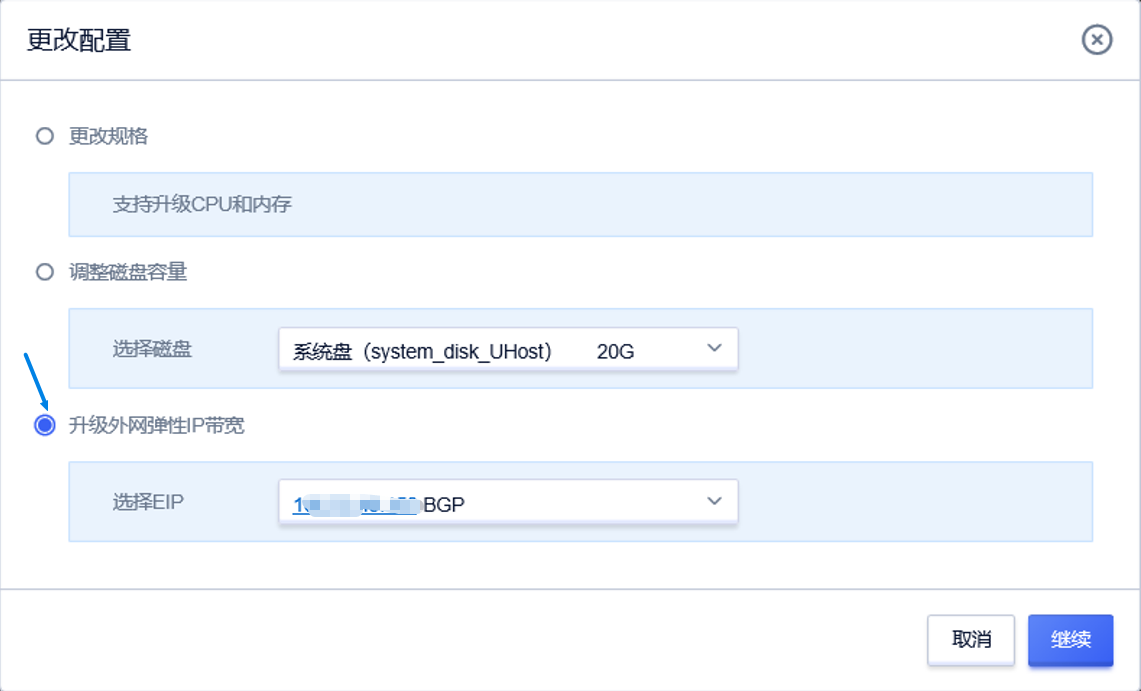 更改配置
更改规格
支持升级CPU和内存
调整磁盘容量
选择磁盘 系统盘（system_disk_UHost） 20G
升级外网弹性IP带宽
选择EIP BGP
取消 继续